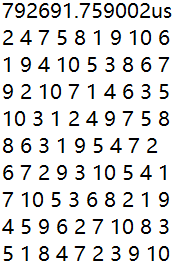 792691.759002us
2 4 7 5 8 1 9 10 6
1 9 4 10 5 3 8 6 7
9 2 10 7 1 4 6 3 5
10 3 1 2 4 9 7 5 8
8 6 3 1 9 5 4 7 2
6 7 2 9 3 10 5 4 1
7 10 5 3 6 8 2 1 9
4 5 9 6 2 7 10 8 3
5 1 8 4 7 2 3 9 10